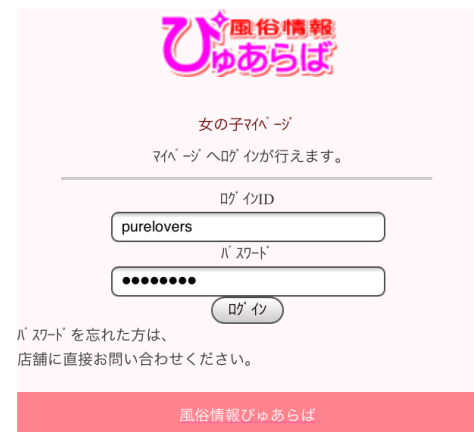 風俗情報
ぴゅあらば
女の子ﾏｲﾍﾟｰｼﾞ
ﾏｲﾍﾟｰｼﾞへﾛｸﾞｲﾝが行えます。
ﾛｸﾞｲﾝID
purelovers
ﾊﾟｽﾜｰﾄﾞ
●●●●●●●●
ﾛｸﾞｲﾝ
ﾊﾟｽﾜｰﾄﾞを忘れた方は、
店舗に直接お問い合わせください。
風俗情報ぴゅあらば